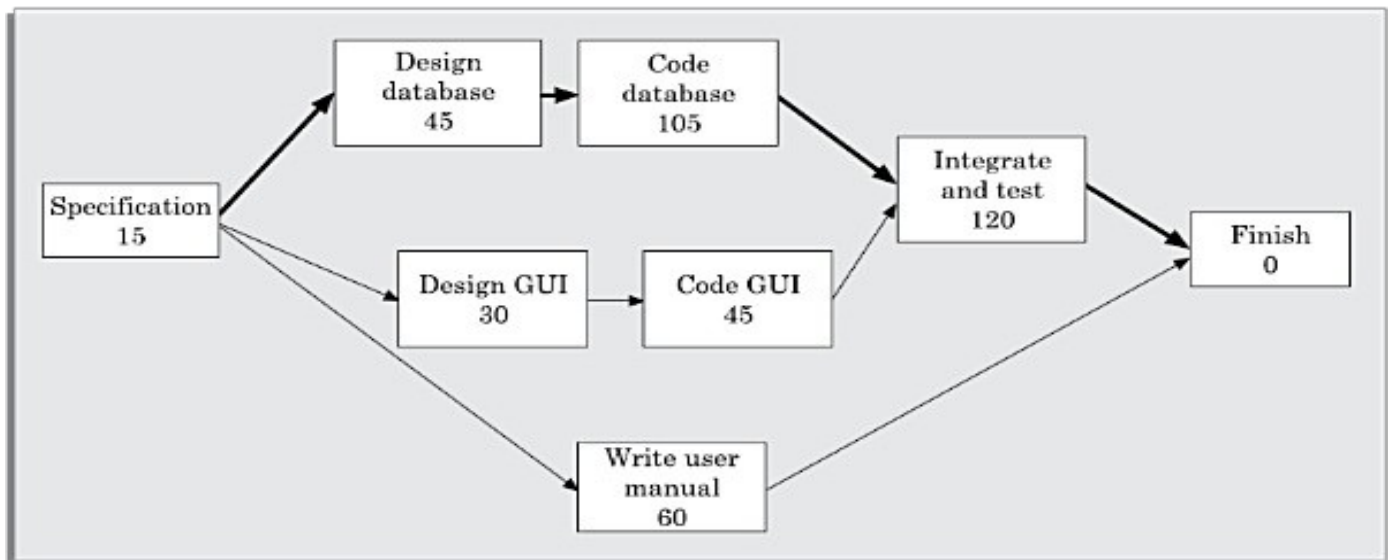 Design
database
45
Code
database
105
Integrate
and test
120
Specification
15
Finish
0
Design GUI
30
Code GUI
45
Write user
manual
60